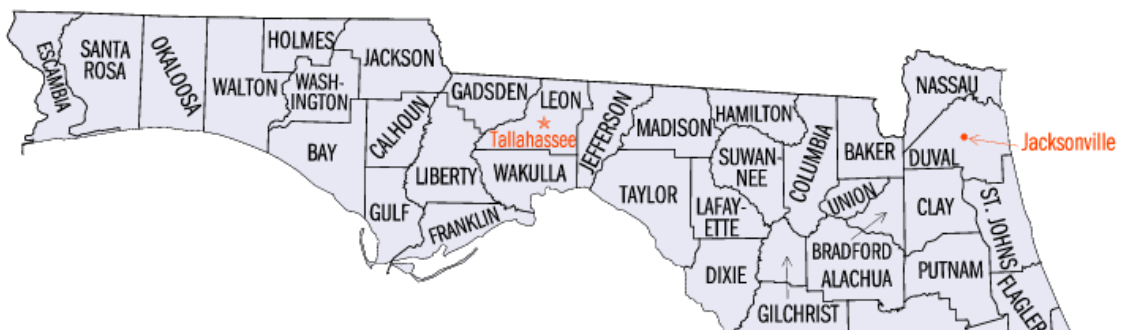 ESCAMBIA
SANTA
ROSA
OKALOOSA
WALTON
HOLMES
WASH-
INGTON
JACKSON
BAY
CALHOUN
GULF
GADSDEN
LIBERTY
FRANKLIN
LEON
Tallahassee
WAKULLA
JEFFERSON
MADISON
TAYLOR
HAMILTON
SUWAN-
NEE
LAFAY-
ETTE
DIXIE
COLUMBIA
GILCHRIST
BAKER
UNION
BRADFORD
ALACHUA
NASSAU
DUVAL
Jacksonville
CLAY
ST. JOHNS
PUTNAM
FLAGLER